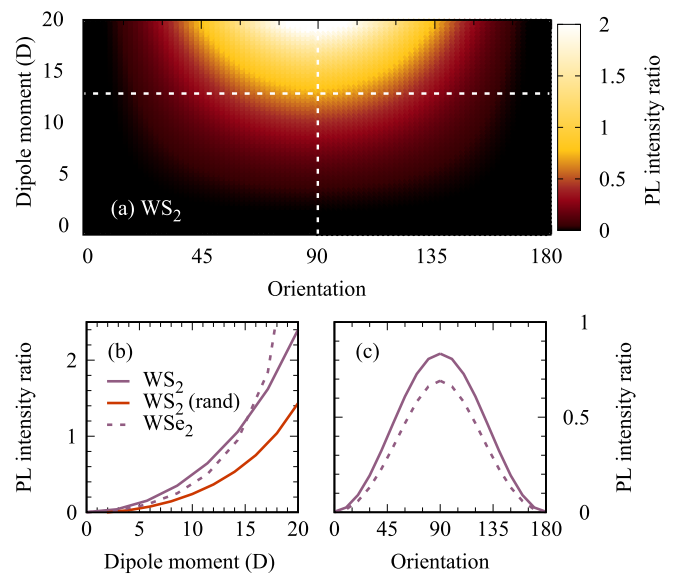 20
15
10
5
0
Dipole moment (D)
(a) WS2
0 45 90 135 180
Orientation
2
1.5
1
0.5
0
PL intensity ratio
(b)
WS2
WS2 (rand)
WSe2
2
1
0
PL intensity ratio
0 5 10 15 20
Dipole moment (D)
(c)
1
0.5
0
PL intensity ratio
0 45 90 135 180
Orientation